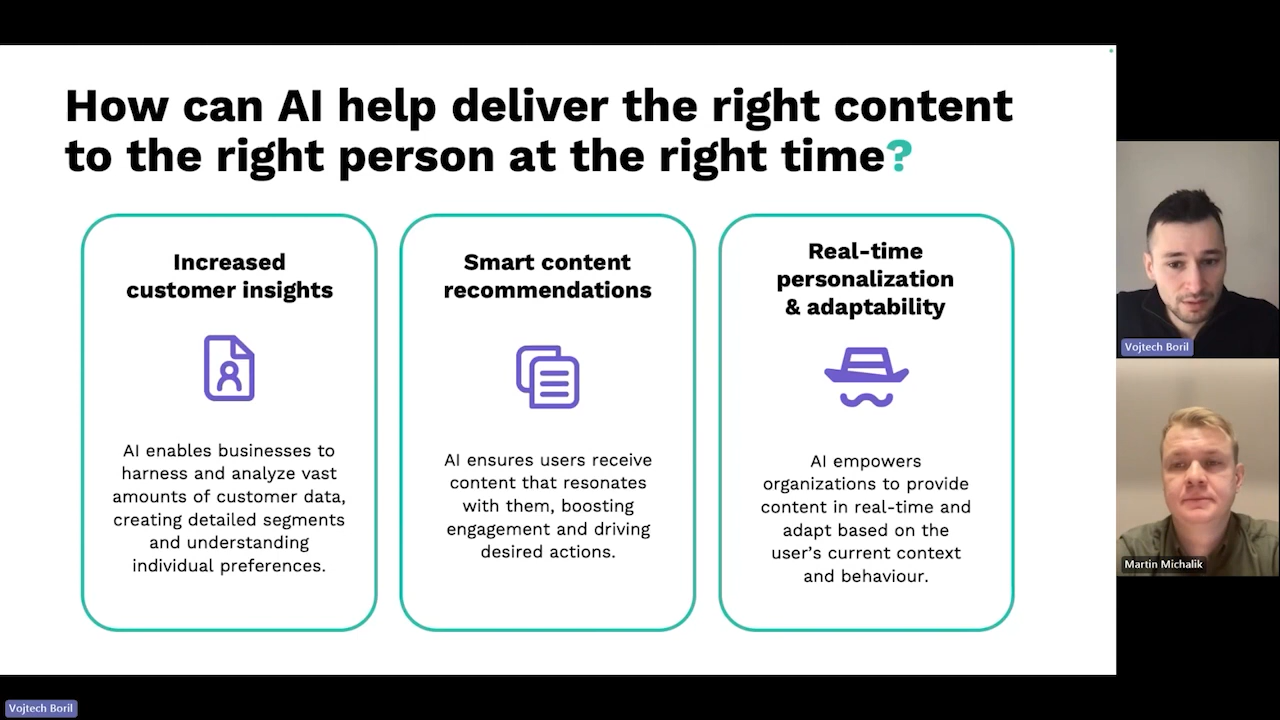 How can AI help deliver the right content
to the right person at the right time?
Increased
customer insights
AI enables businesses to
harness and analyze vast
amounts of customer data,
creating detailed segments
and understanding
individual preferences.
Smart content
recommendations
AI ensures users receive
content that resonates
with them, boosting
engagement and driving
desired actions.
Real-time
personalization
& adaptability
AI empowers
organizations to provide
content in real-time and
adapt based on the
user's current context
and behaviour.
Vojtech Boril
Martin Michalik
Vojtech Boril